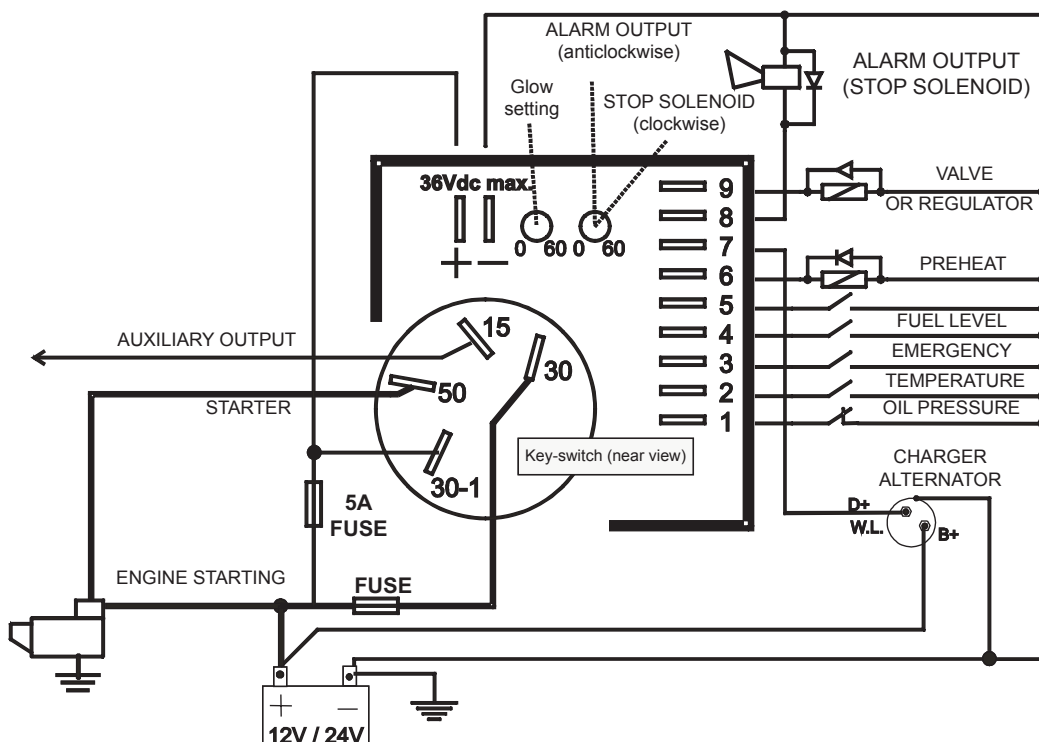 ALARM OUTPUT
(anticlockwise)
ALARM OUTPUT
(STOP SOLENOID)
Glow
setting
STOP SOLENOID
(clockwise)
36Vdc max.
+ −
0 60
0 60
9
8
7
6
5
4
3
2
1
VALVE
OR REGULATOR
PREHEAT
FUEL LEVEL
EMERGENCY
TEMPERATURE
OIL PRESSURE
AUXILIARY OUTPUT
15
30
50
STARTER
30-1
Key-switch (near view)
CHARGER
ALTERNATOR
D+
W.L.
B+
5A
FUSE
ENGINE STARTING
FUSE
+ −
12V / 24V